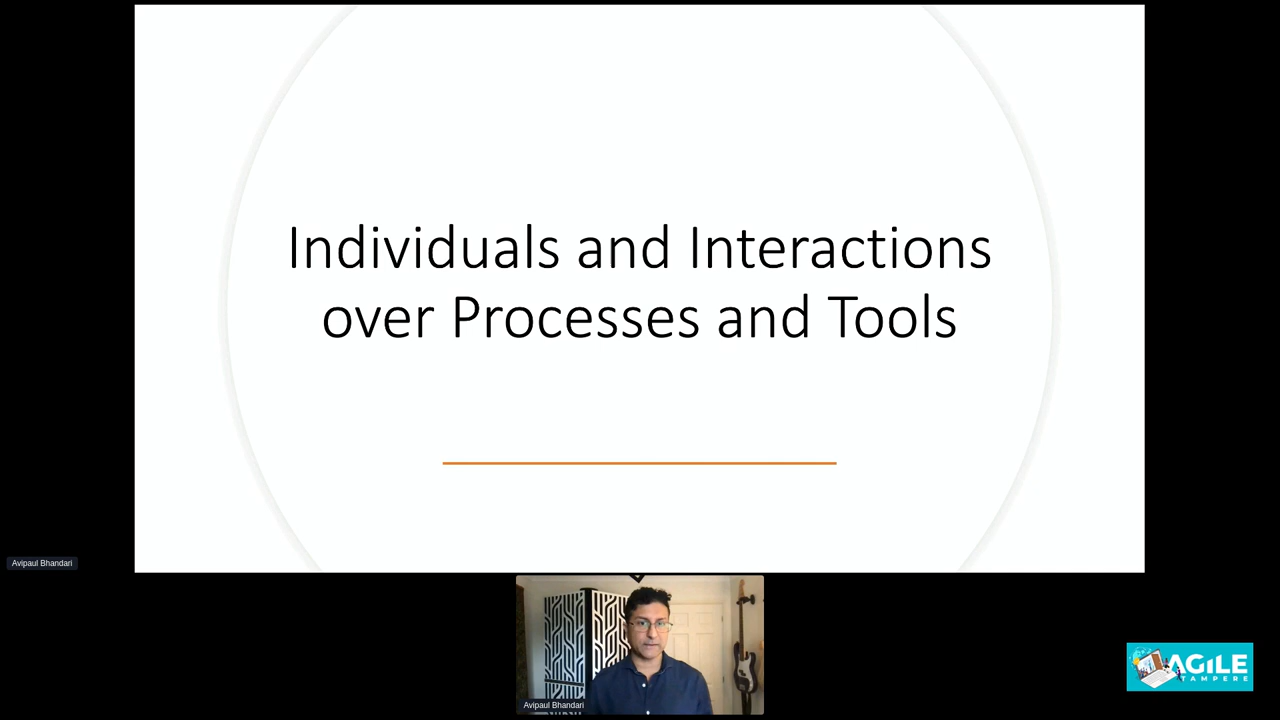 Individuals and Interactions
over Processes and Tools
Avipaul Bhandari
Avipaul Bhandari
AGILE
TAMPERE